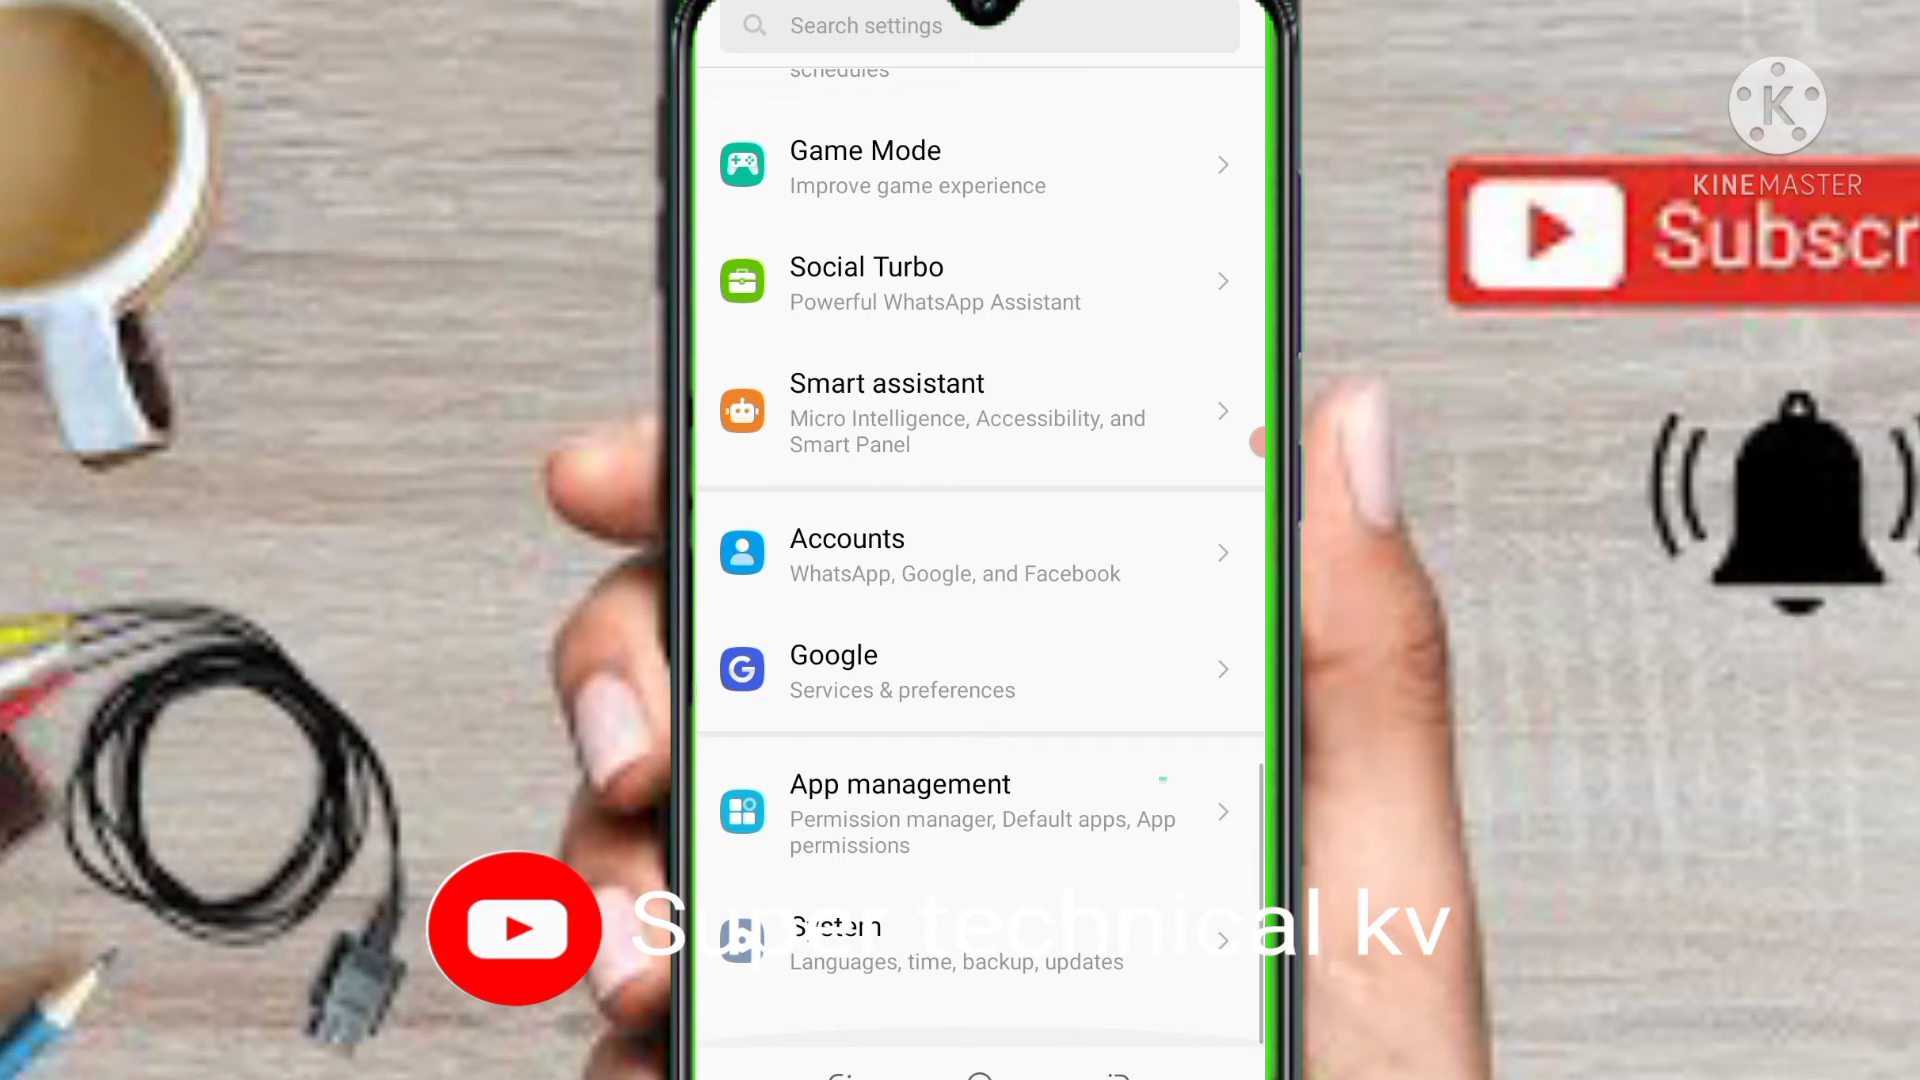 Search settings
schedules
Game Mode
Improve game experience
Social Turbo
Powerful WhatsApp Assistant
Smart assistant
Micro Intelligence, Accessibility, and
Smart Panel
Accounts
WhatsApp, Google, and Facebook
Google
Services & preferences
App management
Permission manager, Default apps, App
permissions
System
Languages, time, backup, updates
Super technical kv
K
KINEMASTER
Subscr